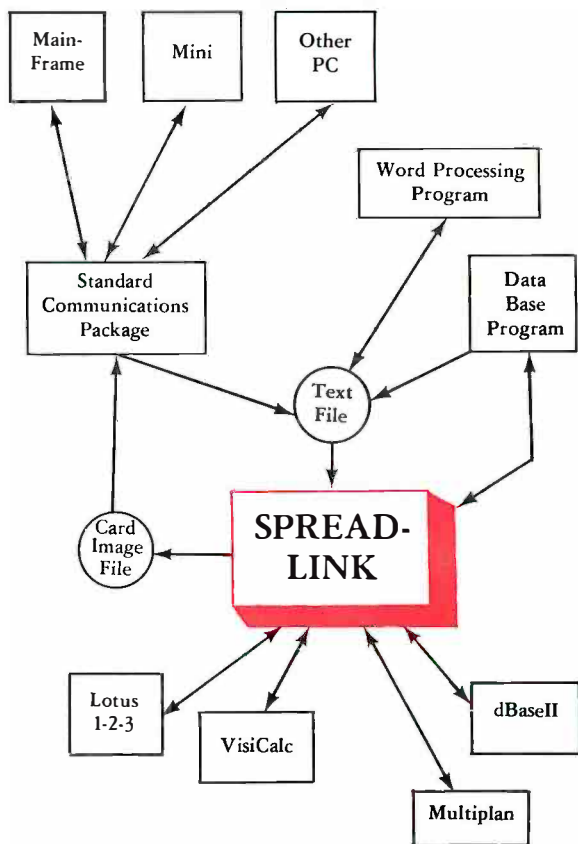 Main-
Frame
Mini
Other
PC
Word Processing
Program
Standard
Communications
Package
Data
Base
Program
Text
File
SPREAD-
LINK
Card
Image
File
Lotus
1-2-3
VisiCalc
dBaseII
Multiplan